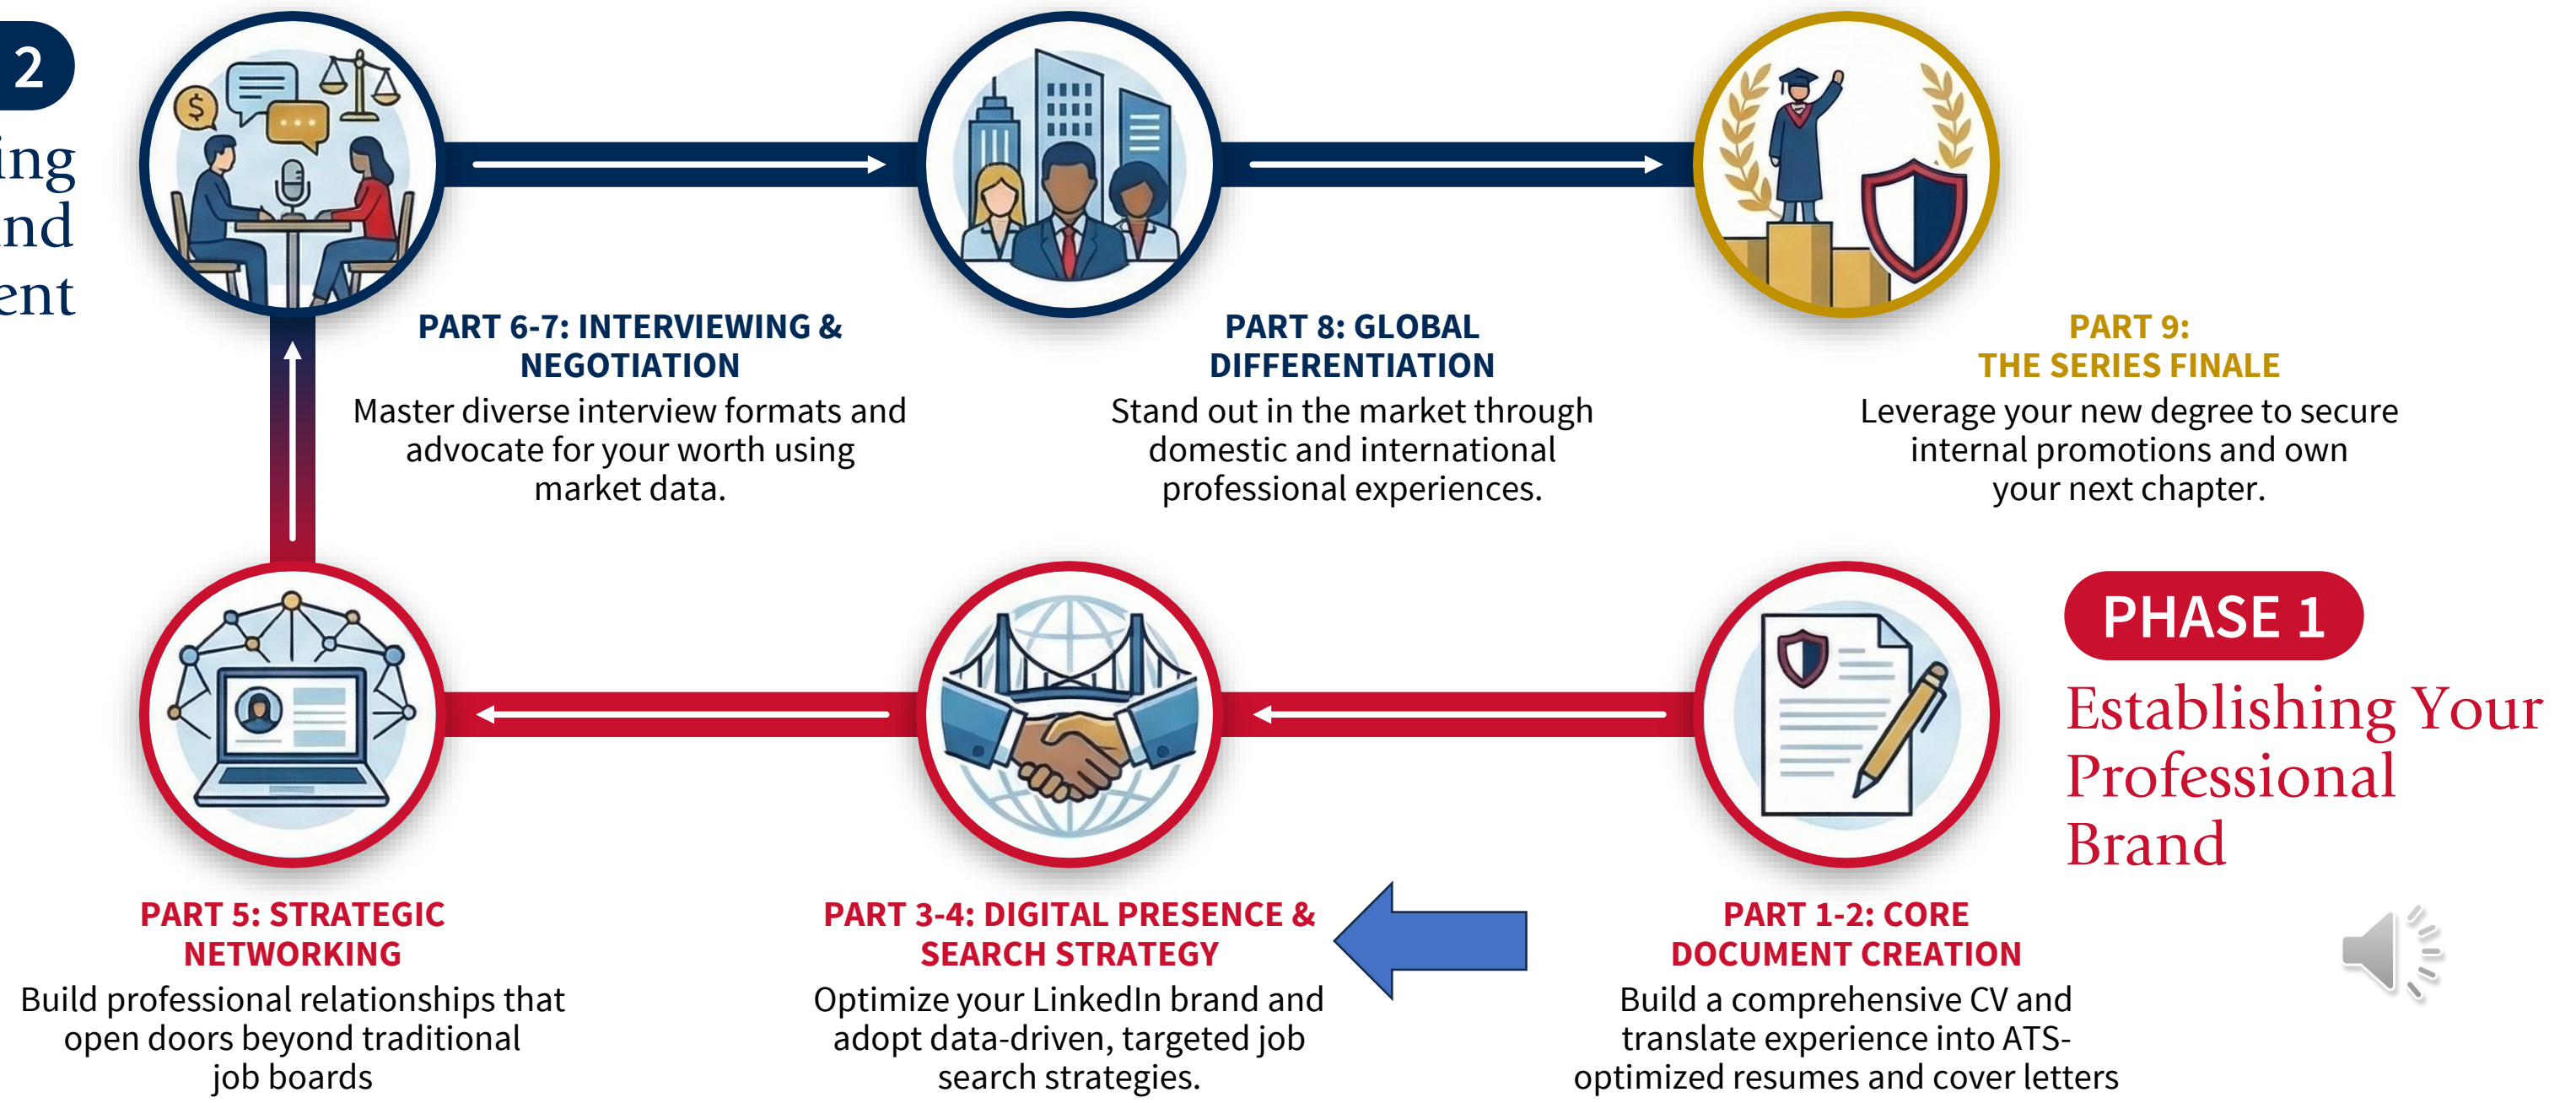 2
ing
nd
ent
PART 6-7: INTERVIEWING &
NEGOTIATION
Master diverse interview formats and
advocate for your worth using
market data.
PART 8: GLOBAL
DIFFERENTIATION
Stand out in the market through
domestic and international
professional experiences.
PART 9:
THE SERIES FINALE
Leverage your new degree to secure
internal promotions and own
your next chapter.
PHASE 1
Establishing Your
Professional
Brand
PART 1-2: CORE
DOCUMENT CREATION
Build a comprehensive CV and
translate experience into ATS-
optimized resumes and cover letters
PART 3-4: DIGITAL PRESENCE &
SEARCH STRATEGY
Optimize your LinkedIn brand and
adopt data-driven, targeted job
search strategies.
PART 5: STRATEGIC
NETWORKING
Build professional relationships that
open doors beyond traditional
job boards